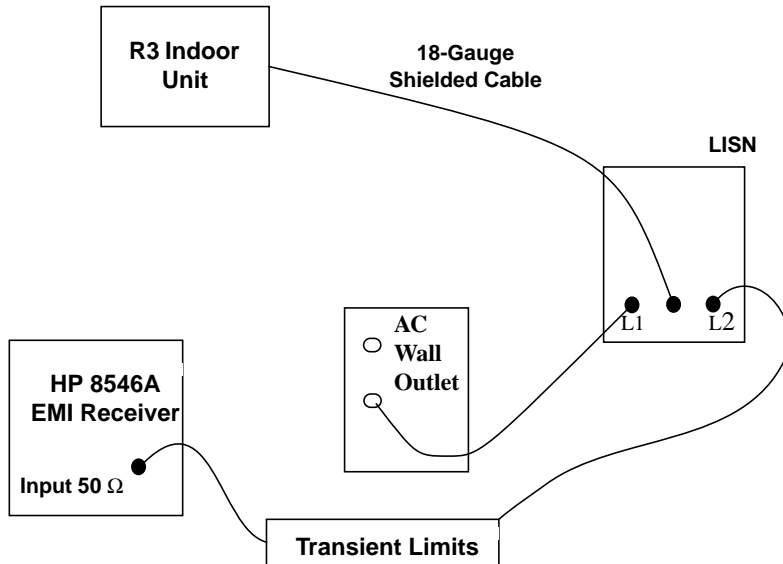 R3 Indoor
Unit
18-Gauge
Shielded Cable
LISN
L1
L2
AC
Wall
Outlet
HP 8546A
EMI Receiver
Input 50 Ω
Transient Limits